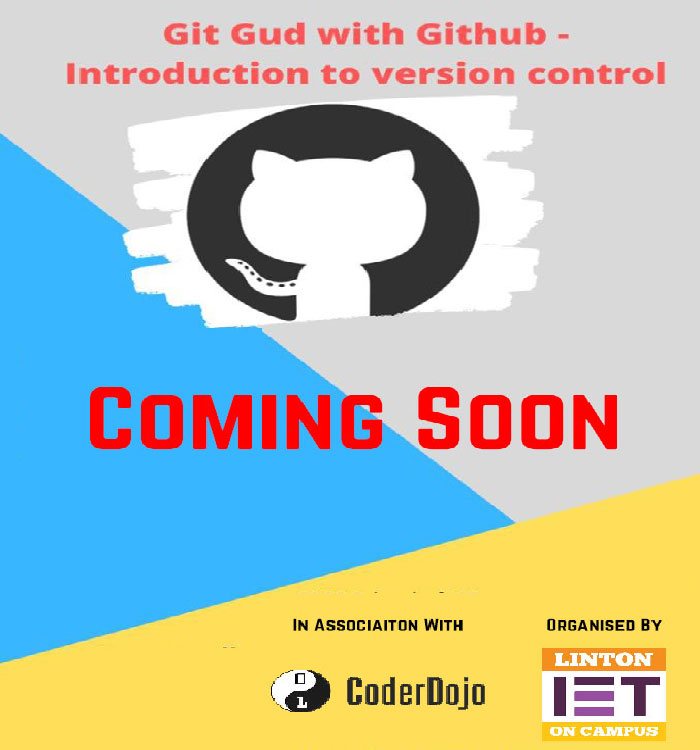 Git Gud with Github -
Introduction to version control
COMING SOON
IN ASSOCIAITON WITH
ORGANISED BY
CoderDojo
LINTON
IET
ON CAMPUS